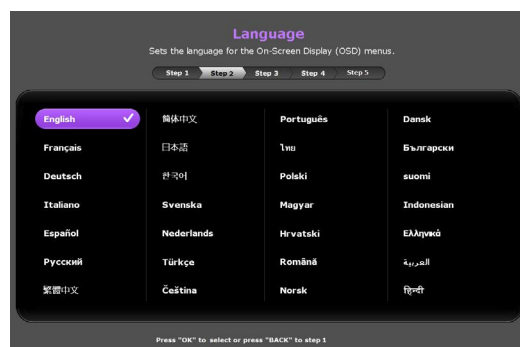 Language
Sets the language for the On-Screen Display (OSD) menus.
Step 1 Step 2 Step 3 Step 4 Step 5
English 簡体中文 Português Dansk
Français 日本語 ไทย Български
Deutsch 한국어 Polski suomi
Italiano Svenska Magyar Indonesian
Español Nederlands Hrvatski Ελληνικά
Русский Türkçe Română العربية
繁體中文 Čeština Norsk हिन्दी
Press "OK" to select or press "BACK" to step 1